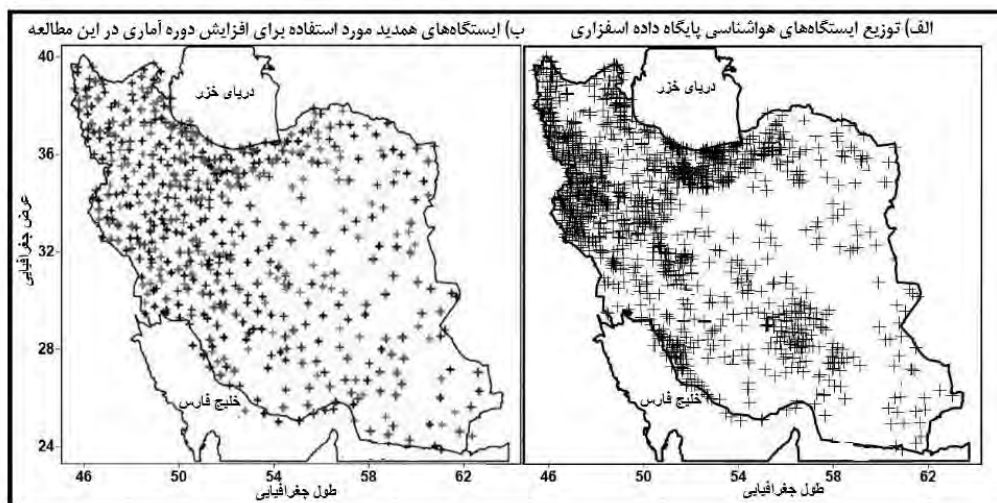 الف) توزیع ایستگاه‌های هواشناسی پایگاه داده اسفزاری
ب) ایستگاه‌های همدید مورد استفاده برای افزایش دوره آماری در این مطالعه
دریای خزر
دریای خزر
خلیج فارس
خلیج فارس
عرض جغرافیایی
40
36
32
28
24
46
50
54
58
62
46
50
54
58
62
طول جغرافیایی
طول جغرافیایی